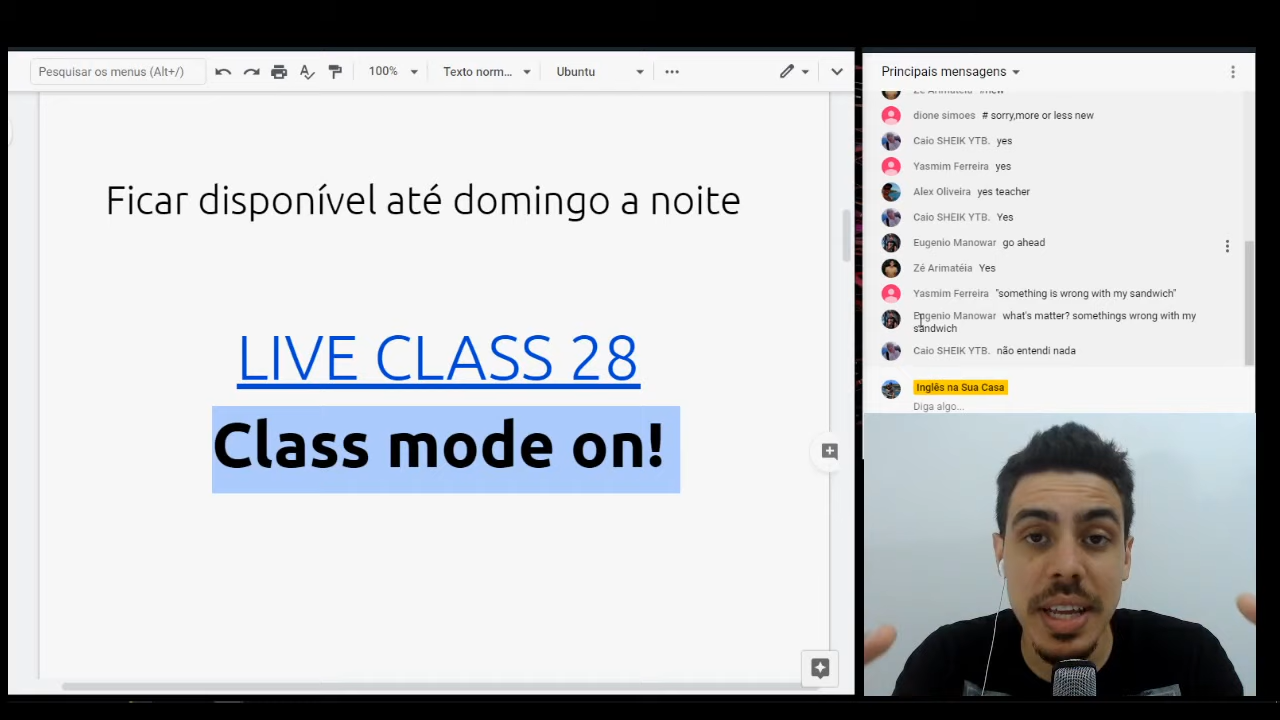 Pesquisar os menus (Alt+/)
100%
Texto norm...
Ubuntu
Ficar disponível até domingo a noite
LIVE CLASS 28
Class mode on!
Principais mensagens
Zé Arimatéia #new
dione simoes # sorry,more or less new
Caio SHEIK YTB. yes
Yasmim Ferreira yes
Alex Oliveira yes teacher
Caio SHEIK YTB. Yes
Eugenio Manowar go ahead
Zé Arimatéia Yes
Yasmim Ferreira "something is wrong with my sandwich"
Eugenio Manowar what's matter? somethings wrong with my
sandwich
Caio SHEIK YTB. não entendi nada
Inglês na Sua Casa
Diga algo...